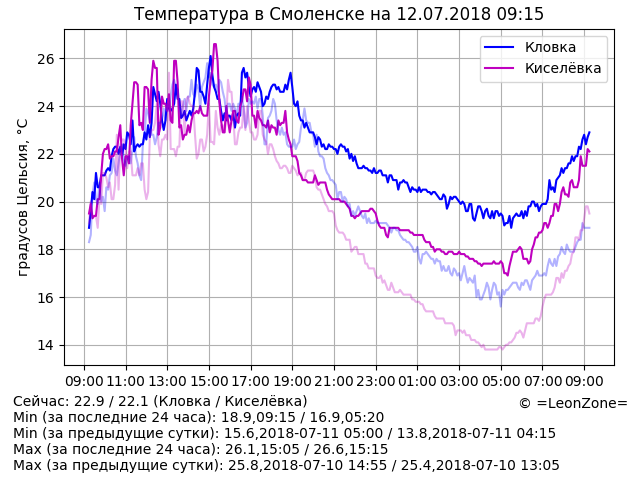 Температура в Смоленске на 12.07.2018 09:15
Кловка
Киселёвка
градусов Цельсия, °C
26
24
22
20
18
16
14
09:00 11:00 13:00 15:00 17:00 19:00 21:00 23:00 01:00 03:00 05:00 07:00 09:00
Сейчас: 22.9 / 22.1 (Кловка / Киселёвка)
© =LeonZone=
Min (за последние 24 часа): 18.9,09:15 / 16.9,05:20
Min (за предыдущие сутки): 15.6,2018-07-11 05:00 / 13.8,2018-07-11 04:15
Max (за последние 24 часа): 26.1,15:05 / 26.6,15:15
Max (за предыдущие сутки): 25.8,2018-07-10 14:55 / 25.4,2018-07-10 13:05